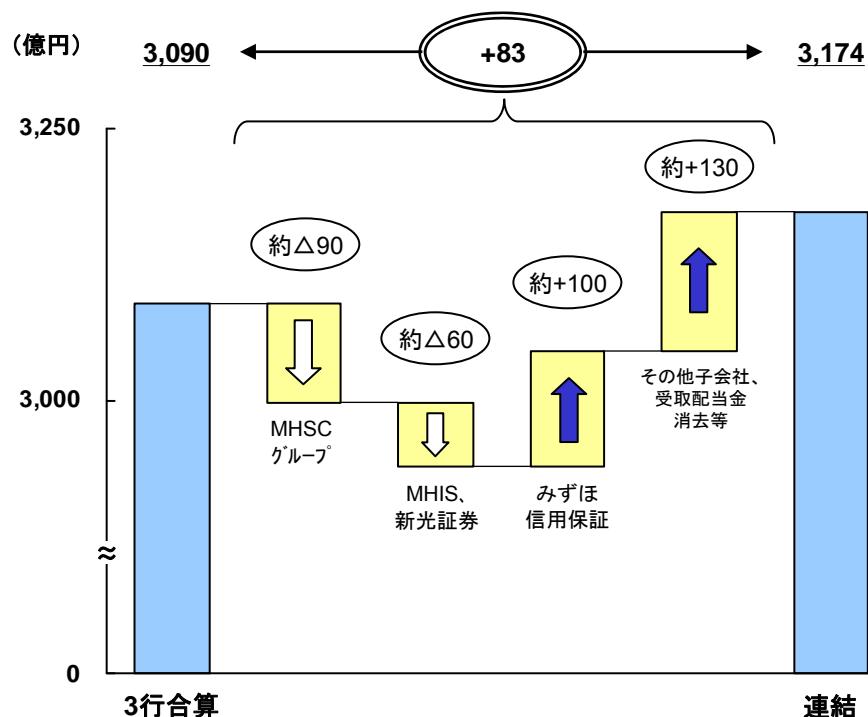 （億円）
3,090
+83
3,174
3,250
約+130
約△90
約+100
約△60
3,000
その他子会社、
受取配当金
消去等
MHSC
ｸﾞﾙｰﾌﾟ
MHIS、
新光証券
みずほ
信用保証
≈
0
3行合算
連結